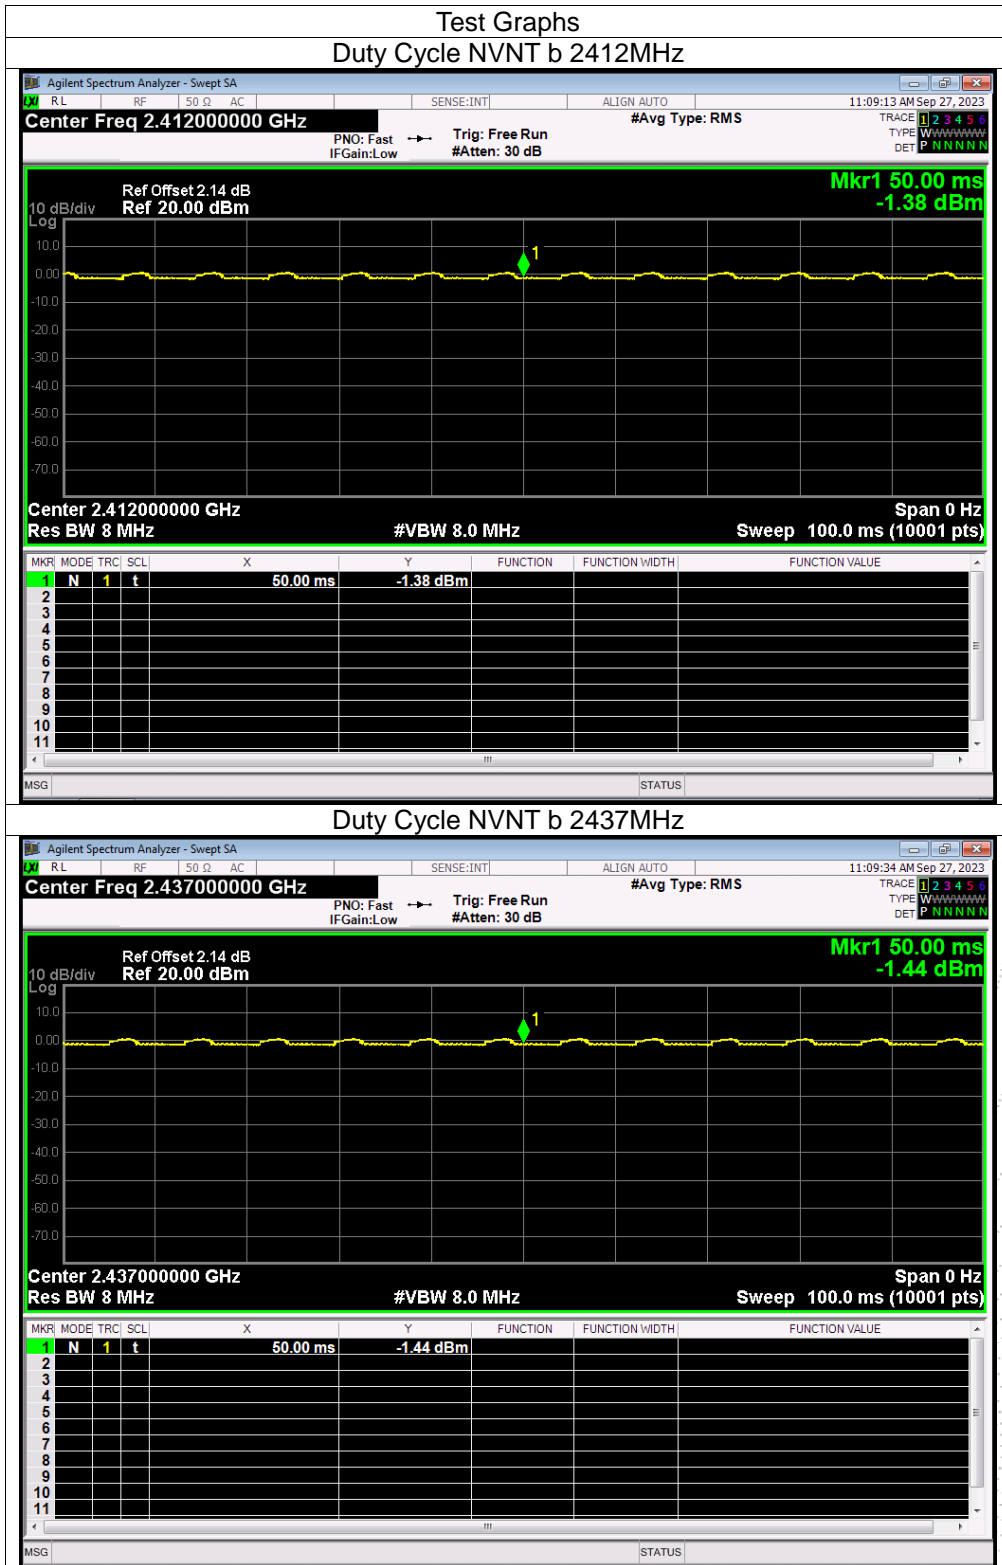 Test Graphs
Duty Cycle NVNT b 2412MHz
Agilent Spectrum Analyzer - Swept SA
LXI RL RF 50 Ω AC SENSE:INT ALIGN AUTO 11:09:13 AM Sep 27, 2023
Center Freq 2.412000000 GHz #Avg Type: RMS TRACE 1 2 3 4 5 6
PNO: Fast Trig: Free Run TYPE WWWWWW
IFGain:Low #Atten: 30 dB DET P N N N N N
Mkr1 50.00 ms
Ref Offset 2.14 dB
10 dB/div Ref 20.00 dBm -1.38 dBm
Log
10.0
1
0.00
-10.0
-20.0
-30.0
-40.0
-50.0
-60.0
-70.0
Center 2.412000000 GHz Span 0 Hz
Res BW 8 MHz #VBW 8.0 MHz Sweep 100.0 ms (10001 pts)
MKR MODE TRC SCL X Y FUNCTION FUNCTION WIDTH FUNCTION VALUE
1 N 1 t 50.00 ms -1.38 dBm
2
3
4
5
6
7
8
9
10
11
MSG STATUS
Duty Cycle NVNT b 2437MHz
Agilent Spectrum Analyzer - Swept SA
LXI RL RF 50 Ω AC SENSE:INT ALIGN AUTO 11:09:34 AM Sep 27, 2023
Center Freq 2.437000000 GHz #Avg Type: RMS TRACE 1 2 3 4 5 6
PNO: Fast Trig: Free Run TYPE WWWWWW
IFGain:Low #Atten: 30 dB DET P N N N N N
Mkr1 50.00 ms
Ref Offset 2.14 dB
10 dB/div Ref 20.00 dBm -1.44 dBm
Log
10.0
1
0.00
-10.0
-20.0
-30.0
-40.0
-50.0
-60.0
-70.0
Center 2.437000000 GHz Span 0 Hz
Res BW 8 MHz #VBW 8.0 MHz Sweep 100.0 ms (10001 pts)
MKR MODE TRC SCL X Y FUNCTION FUNCTION WIDTH FUNCTION VALUE
1 N 1 t 50.00 ms -1.44 dBm
2
3
4
5
6
7
8
9
10
11
MSG STATUS